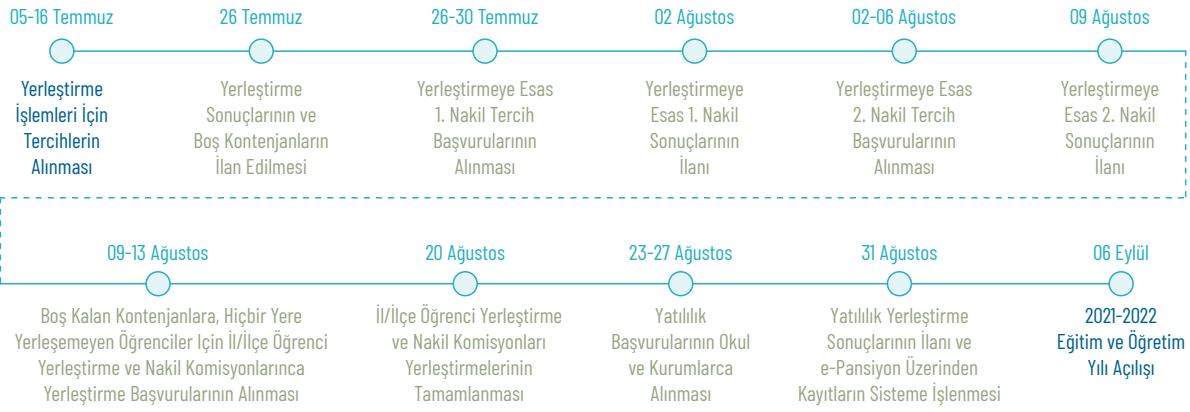 05-16 Temmuz
Yerleştirme
İşlemleri İçin
Tercihlerin
Alınması
26 Temmuz
Yerleştirme
Sonuçlarının ve
Boş Kontenjanların
İlan Edilmesi
26-30 Temmuz
Yerleştirmeye Esas
1. Nakil Tercih
Başvurularının
Alınması
02 Ağustos
Yerleştirmeye
Esas 1. Nakil
Sonuçlarının
İlanı
02-06 Ağustos
Yerleştirmeye Esas
2. Nakil Tercih
Başvurularının
Alınması
09 Ağustos
Yerleştirmeye
Esas 2. Nakil
Sonuçlarının
İlanı
09-13 Ağustos
Boş Kalan Kontenjanlara, Hiçbir Yere
Yerleşemeyen Öğrenciler Için İl/İlçe Öğrenci
Yerleştirme ve Nakil Komisyonlarınca
Yerleştirme Başvurularının Alınması
20 Ağustos
İl/İlçe Öğrenci Yerleştirme
ve Nakil Komisyonları
Yerleştirmelerinin
Tamamlanması
23-27 Ağustos
Yatılılık
Başvurularının Okul
ve Kurumlarca
Alınması
31 Ağustos
Yatılılık Yerleştirme
Sonuçlarının İlanı ve
e-Pansiyon Üzerinden
Kayıtların Sisteme İşlenmesi
06 Eylül
2021-2022
Eğitim ve Öğretim
Yılı Açılışı